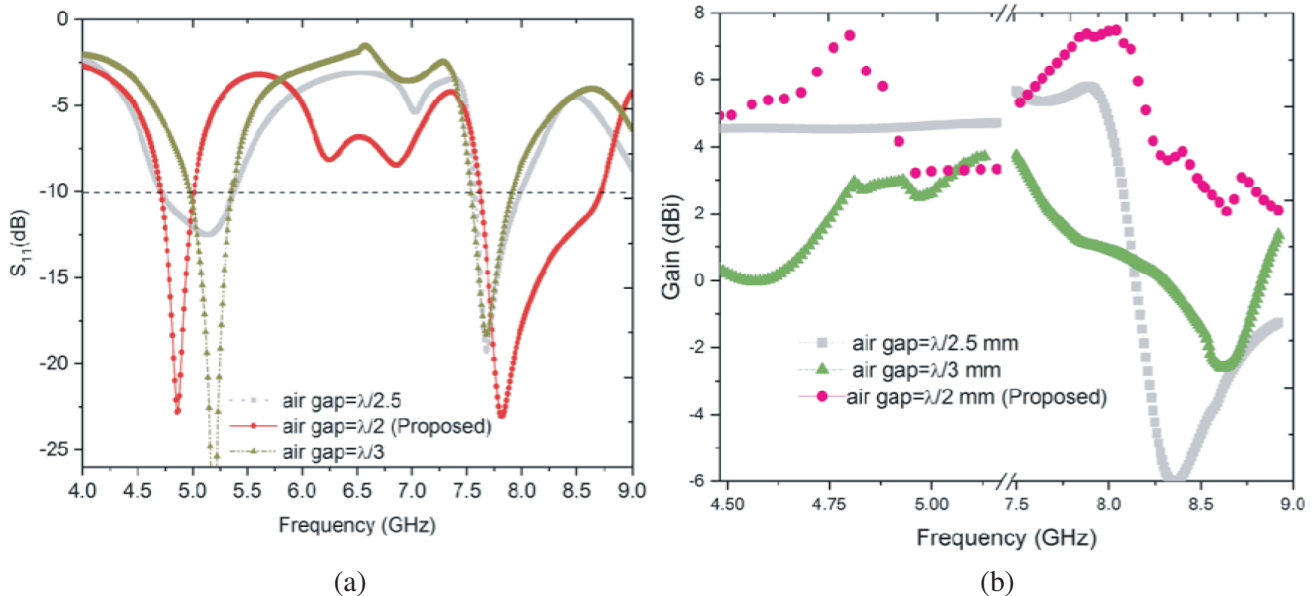 0
-5
-10
-15
-20
-25
S11(dB)
air gap=λ/2.5
air gap=λ/2 (Proposed)
air gap=λ/3
4.0 4.5 5.0 5.5 6.0 6.5 7.0 7.5 8.0 8.5 9.0
Frequency (GHz)
(a)
8
6
4
2
0
-2
-4
-6
Gain (dBi)
air gap=λ/2.5 mm
air gap=λ/3 mm
air gap=λ/2 mm (Proposed)
4.50 4.75 5.00 7.5 8.0 8.5 9.0
Frequency (GHz)
(b)